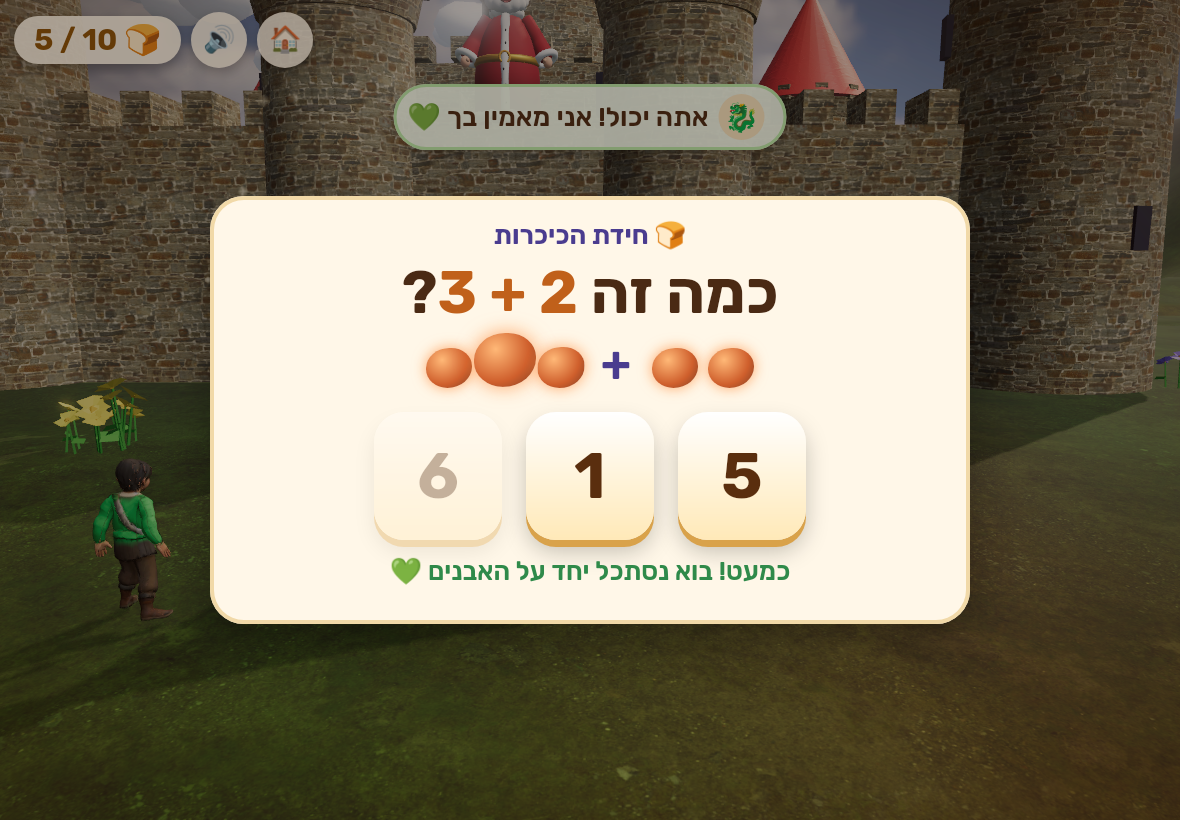 5 / 10
אתה יכול! אני מאמין בך
חידת הכיכרות
כמה זה 2 + 3?
+
5 1 6
כמעט! בוא נסתכל יחד על האבנים